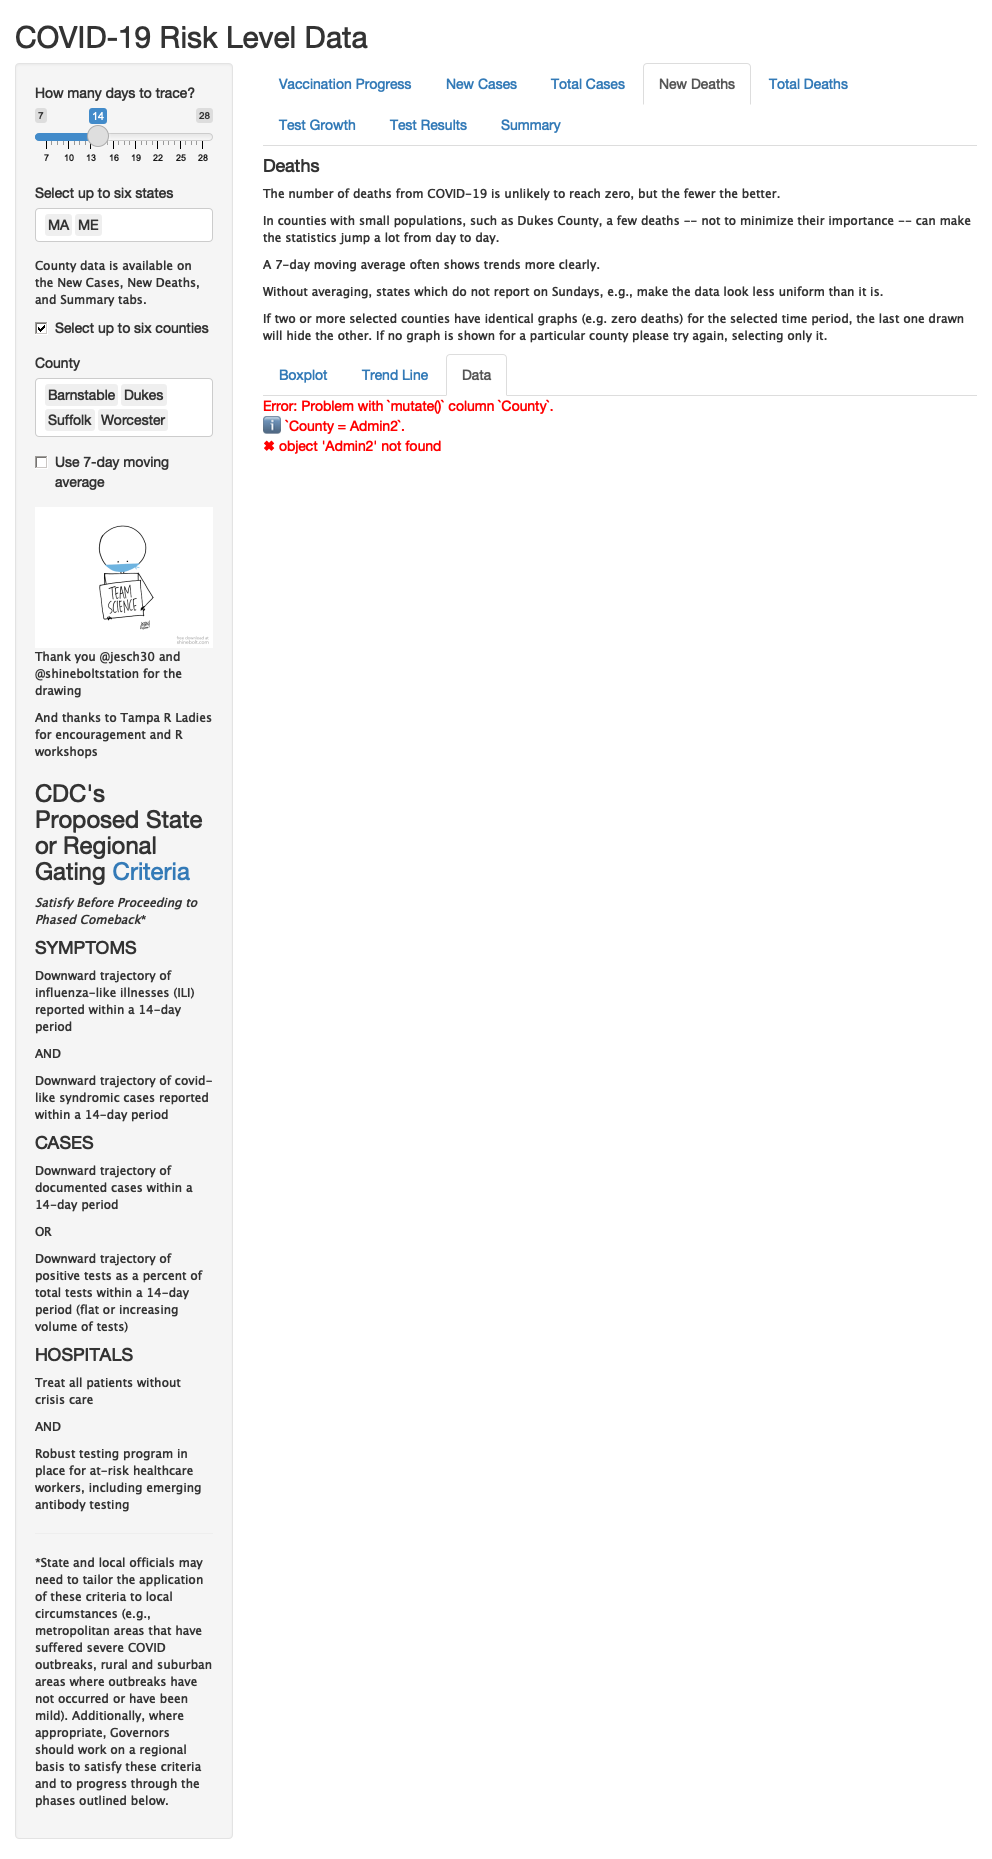 COVID-19 Risk Level Data
How many days to trace?
7 14 28
7 10 13 16 19 22 25 28
Select up to six states
MA ME
County data is available on
the New Cases, New Deaths,
and Summary tabs.
Select up to six counties
County
Barnstable Dukes
Suffolk Worcester
Use 7-day moving
average
TEAM
SCIENCE
free download at
shinebolt.com
Thank you @jesch30 and
@shineboltstation for the
drawing
And thanks to Tampa R Ladies
for encouragement and R
workshops
CDC's
Proposed State
or Regional
Gating Criteria
Satisfy Before Proceeding to
Phased Comeback*
SYMPTOMS
Downward trajectory of
influenza-like illnesses (ILI)
reported within a 14-day
period
AND
Downward trajectory of covid-
like syndromic cases reported
within a 14-day period
CASES
Downward trajectory of
documented cases within a
14-day period
OR
Downward trajectory of
positive tests as a percent of
total tests within a 14-day
period (flat or increasing
volume of tests)
HOSPITALS
Treat all patients without
crisis care
AND
Robust testing program in
place for at-risk healthcare
workers, including emerging
antibody testing
*State and local officials may
need to tailor the application
of these criteria to local
circumstances (e.g.,
metropolitan areas that have
suffered severe COVID
outbreaks, rural and suburban
areas where outbreaks have
not occurred or have been
mild). Additionally, where
appropriate, Governors
should work on a regional
basis to satisfy these criteria
and to progress through the
phases outlined below.
Vaccination Progress New Cases Total Cases New Deaths Total Deaths
Test Growth Test Results Summary
Deaths
The number of deaths from COVID-19 is unlikely to reach zero, but the fewer the better.
In counties with small populations, such as Dukes County, a few deaths -- not to minimize their importance -- can make
the statistics jump a lot from day to day.
A 7-day moving average often shows trends more clearly.
Without averaging, states which do not report on Sundays, e.g., make the data look less uniform than it is.
If two or more selected counties have identical graphs (e.g. zero deaths) for the selected time period, the last one drawn
will hide the other. If no graph is shown for a particular county please try again, selecting only it.
Boxplot Trend Line Data
Error: Problem with `mutate()` column `County`.
ℹ `County = Admin2`.
✖ object 'Admin2' not found